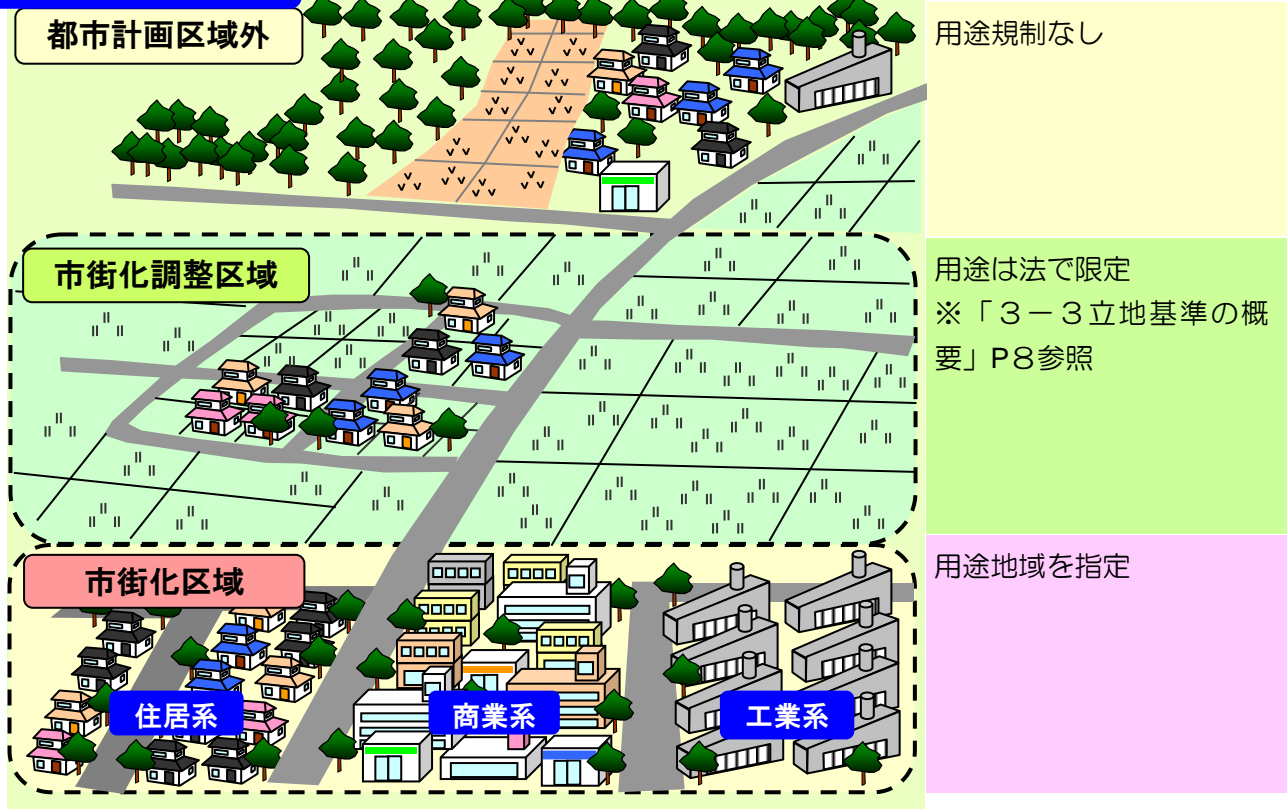 都市計画区域外
用途規制なし
市街化調整区域
用途は法で限定
※「３－３立地基準の概
要」P８参照
市街化区域
用途地域を指定
住居系
商業系
工業系